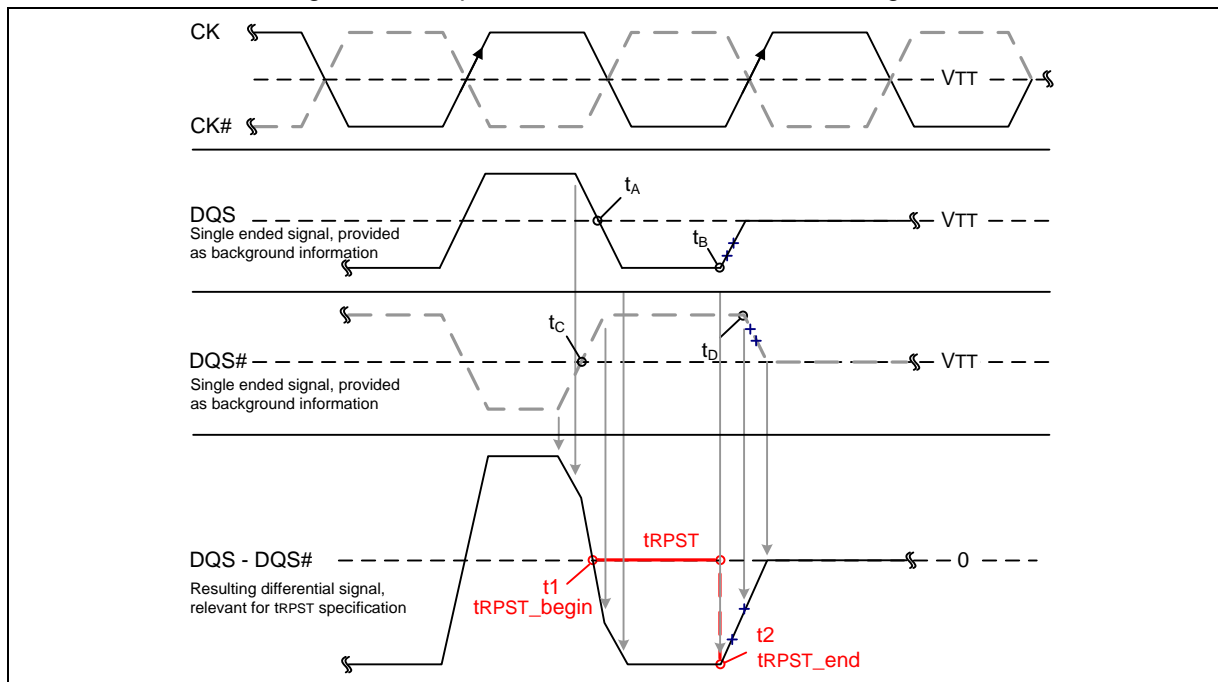 CK
VTT
CK#
tA
DQS
Single ended signal, provided
as background information
tB
VTT
tC
DQS#
tD
VTT
Single ended signal, provided
as background information
tRPST
DQS - DQS#
0
Resulting differential signal,
relevant for tRPST specification
t1
tRPST_begin
t2
tRPST_end